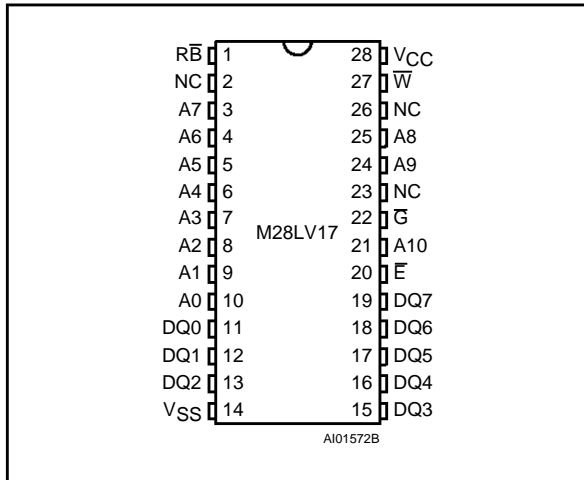 RB̅ 1 28 VCC
NC 2 27 W̅
A7 3 26 NC
A6 4 25 A8
A5 5 24 A9
A4 6 23 NC
A3 7 22 G̅
M28LV17
A2 8 21 A10
A1 9 20 E̅
A0 10 19 DQ7
DQ0 11 18 DQ6
DQ1 12 17 DQ5
DQ2 13 16 DQ4
VSS 14 15 DQ3
AI01572B